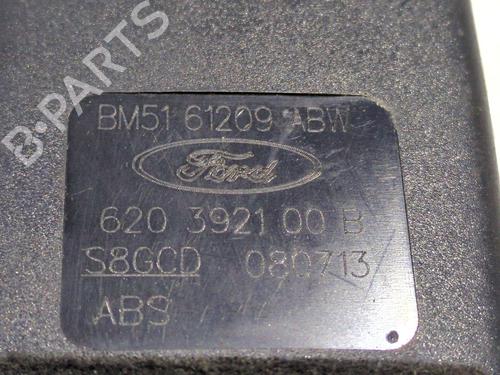 B-PARTS
BM51 61209 ABW
Ford
620 3921 00 B
S8GCD 080713
ABS